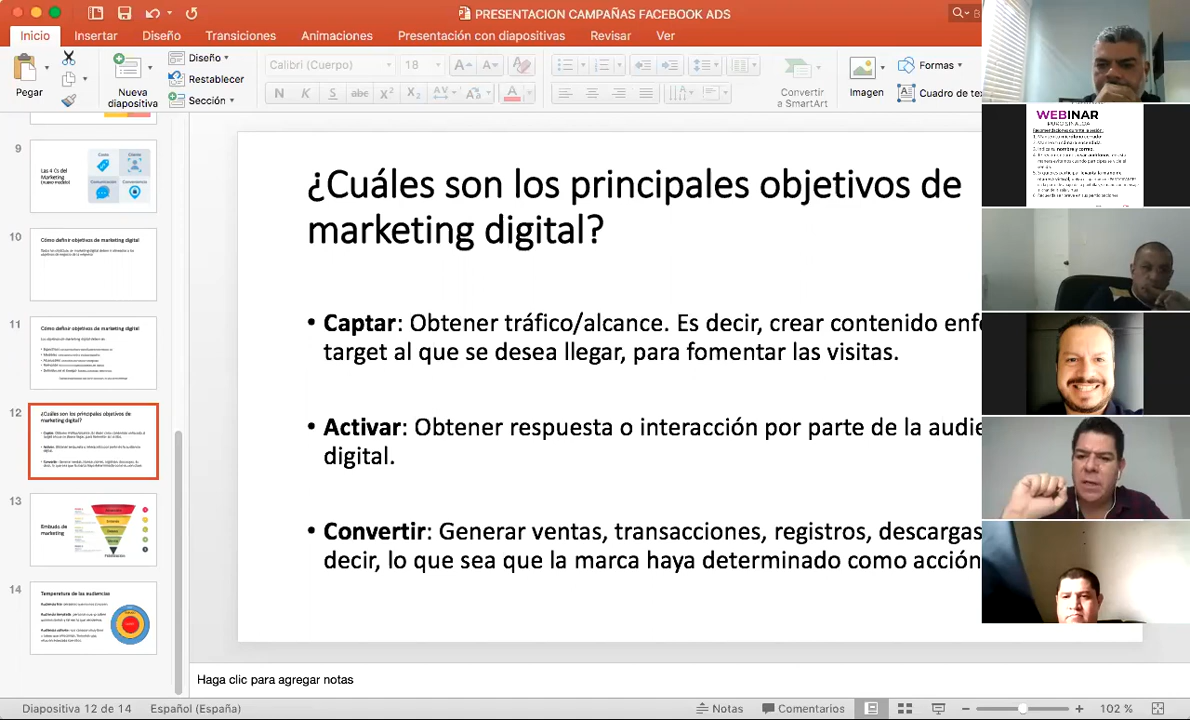 PRESENTACION CAMPAÑAS FACEBOOK ADS
Inicio Insertar Diseño Transiciones Animaciones Presentación con diapositivas Revisar Ver
Pegar
Nueva diapositiva
Diseño
Restablecer
Sección
Calibri (Cuerpo) 18
N K S abc X² X₂ AV Aa A
Convertir a SmartArt
Imagen
Formas
Cuadro de tex
9
Las 4 Cs del
Marketing
(nuevo modelo)
10
Cómo definir objetivos de marketing digital
11
Cómo definir objetivos de marketing digital
12
¿Cuáles son los principales objetivos de
marketing digital?
13
Embudo de
marketing
14
Temperatura de las audiencias
¿Cuáles son los principales objetivos de
marketing digital?
• Captar: Obtener tráfico/alcance. Es decir, crear contenido enf
target al que se desea llegar, para fomentar las visitas.
• Activar: Obtener respuesta o interacción por parte de la audie
digital.
• Convertir: Generar ventas, transacciones, registros, descargas
decir, lo que sea que la marca haya determinado como acción
WEBINAR
Haga clic para agregar notas
Diapositiva 12 de 14 Español (España) Notas Comentarios 102 %